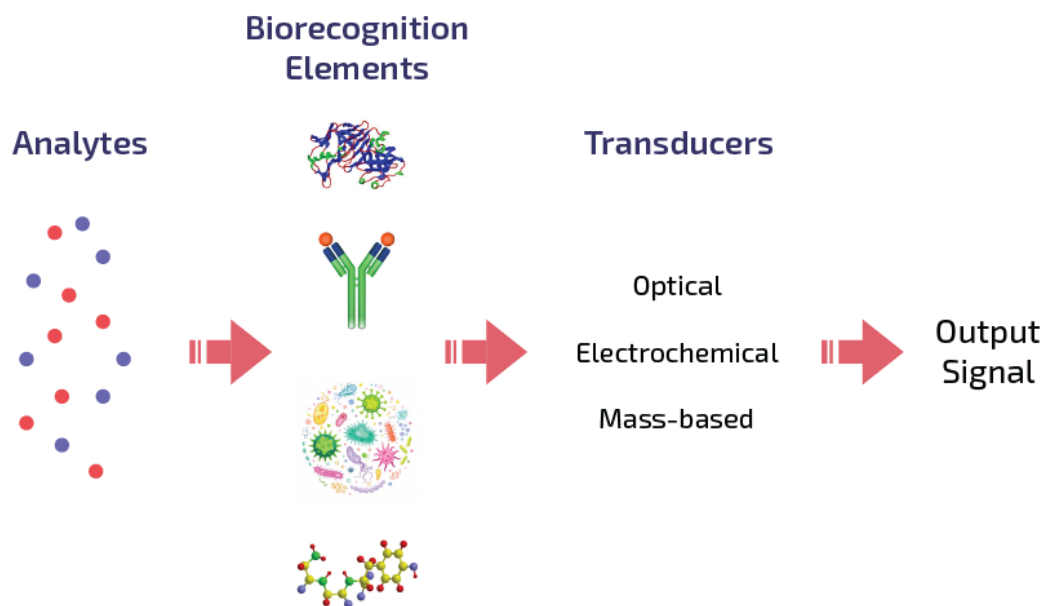 Biorecognition
Elements
Analytes
Transducers
Optical
Electrochemical
Mass-based
Output
Signal